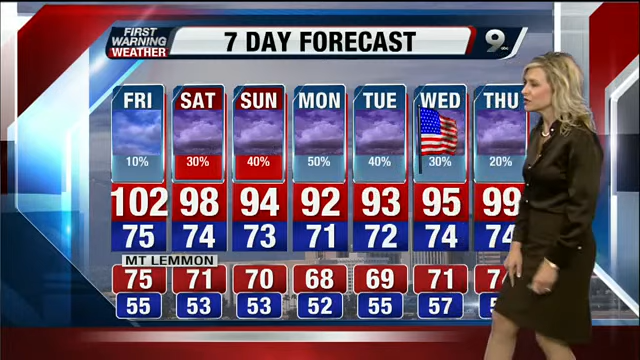 FIRST
WARNING
WEATHER
7 DAY FORECAST
9 abc
FRI SAT SUN MON TUE WED THU
10% 30% 40% 50% 40% 30% 20%
102 98 94 92 93 95 99
75 74 73 71 72 74 74
MT LEMMON
75 71 70 68 69 71
55 53 53 52 55 57